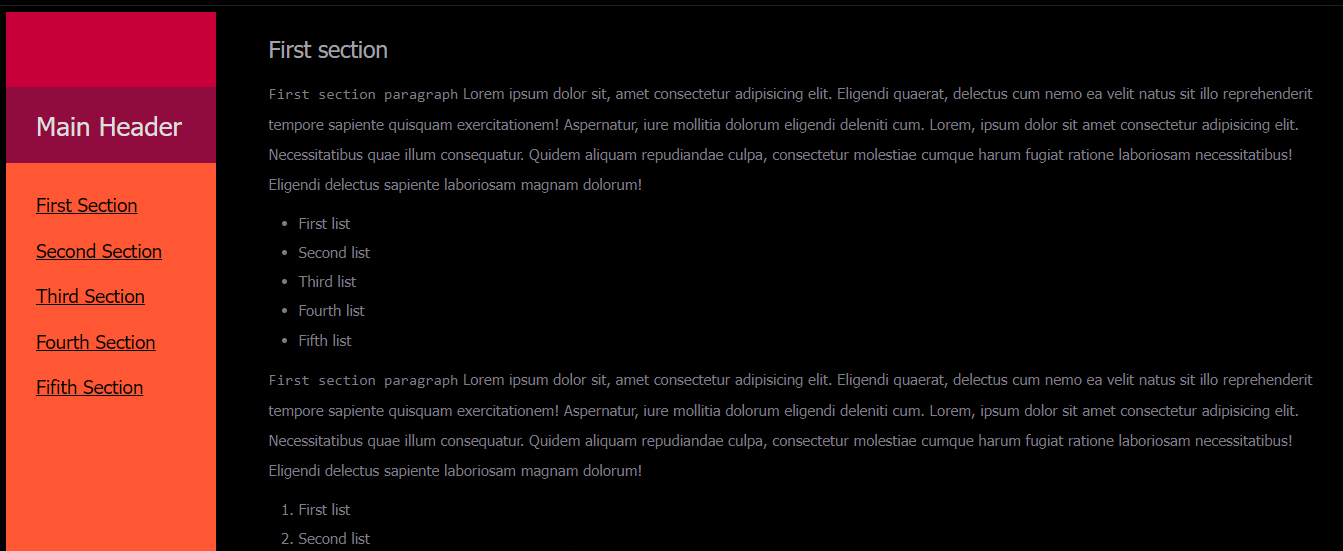 Main Header
First Section
Second Section
Third Section
Fourth Section
Fifith Section
First section
First section paragraph Lorem ipsum dolor sit, amet consectetur adipisicing elit. Eligendi quaerat, delectus cum nemo ea velit natus sit illo reprehenderit
tempore sapiente quisquam exercitationem! Aspernatur, iure mollitia dolorum eligendi deleniti cum. Lorem, ipsum dolor sit amet consectetur adipisicing elit.
Necessitatibus quae illum consequatur. Quidem aliquam repudiandae culpa, consectetur molestiae cumque harum fugiat ratione laboriosam necessitatibus!
Eligendi delectus sapiente laboriosam magnam dolorum!
• First list
• Second list
• Third list
• Fourth list
• Fifth list
First section paragraph Lorem ipsum dolor sit, amet consectetur adipisicing elit. Eligendi quaerat, delectus cum nemo ea velit natus sit illo reprehenderit
tempore sapiente quisquam exercitationem! Aspernatur, iure mollitia dolorum eligendi deleniti cum. Lorem, ipsum dolor sit amet consectetur adipisicing elit.
Necessitatibus quae illum consequatur. Quidem aliquam repudiandae culpa, consectetur molestiae cumque harum fugiat ratione laboriosam necessitatibus!
Eligendi delectus sapiente laboriosam magnam dolorum!
1. First list
2. Second list